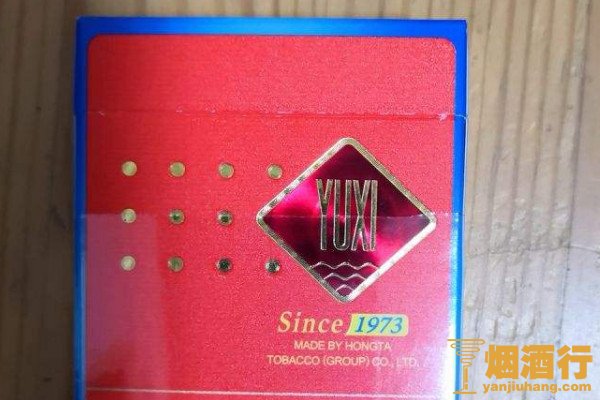 YUXI
Since 1973
MADE BY HONGTA
TOBACCO (GROUP) CO., LTD.
烟酒行
yanjiuhang.com